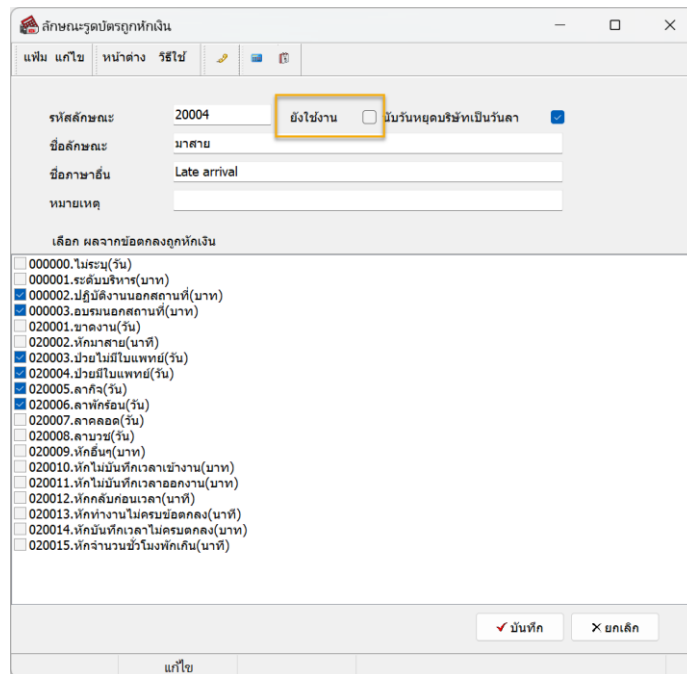 ลักษณะรูดบัตรถูกหักเงิน
แฟ้ม แก้ไข หน้าต่าง วิธีใช้
รหัสลักษณะ 20004 ยังใช้งาน นับวันหยุดบริษัทเป็นวันลา
ชื่อลักษณะ มาสาย
ชื่อภาษาอื่น Late arrival
หมายเหตุ
เลือก ผลจากข้อตกลงถูกหักเงิน
000000.ไม่ระบุ(วัน)
000001.ระดับบริหาร(บาท)
000002.ปฏิบัติงานนอกสถานที่(บาท)
000003.อบรมนอกสถานที่(บาท)
020001.ขาดงาน(วัน)
020002.หักมาสาย(นาที)
020003.ป่วยไม่มีใบแพทย์(วัน)
020004.ป่วยมีใบแพทย์(วัน)
020005.ลากิจ(วัน)
020006.ลาพักร้อน(วัน)
020007.ลาคลอด(วัน)
020008.ลาบวช(วัน)
020009.หักอื่นๆ(บาท)
020010.หักไม่บันทึกเวลาเข้างาน(บาท)
020011.หักไม่บันทึกเวลาออกงาน(บาท)
020012.หักกลับก่อนเวลา(นาที)
020013.หักทำงานไม่ครบข้อตกลง(นาที)
020014.หักบันทึกเวลาไม่ครบตกลง(บาท)
020015.หักจำนวนชั่วโมงพักเกิน(นาที)
บันทึก ยกเลิก
แก้ไข